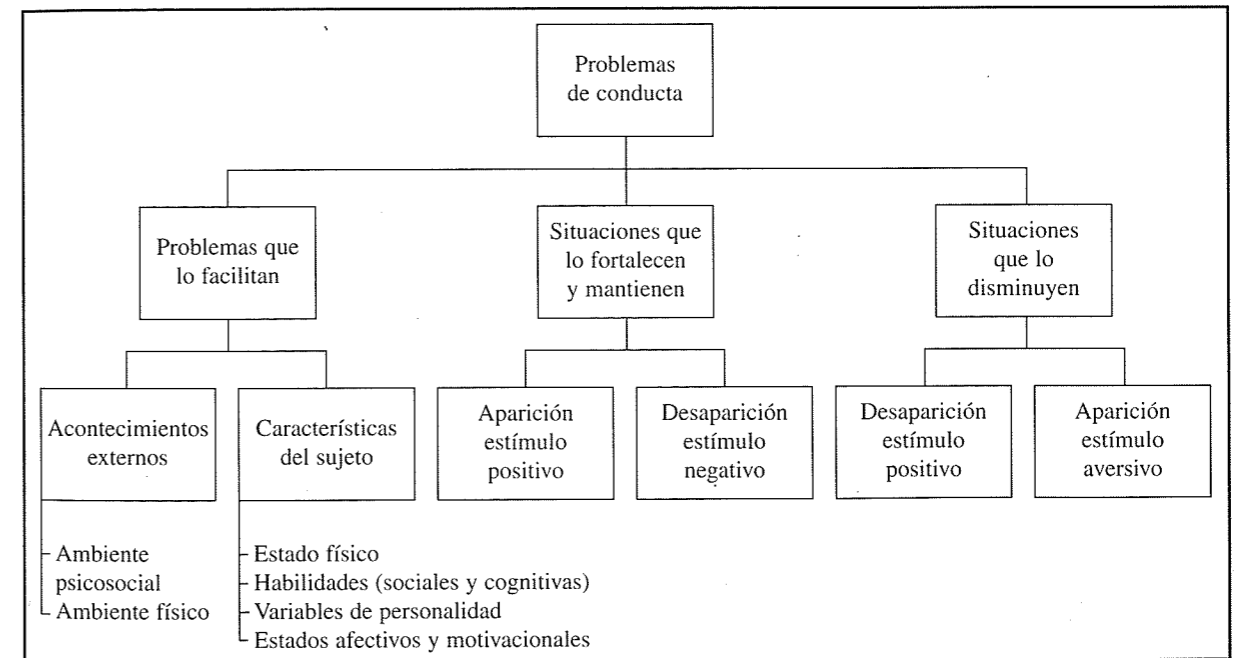 Problemas
de conducta
Problemas que
lo facilitan
Situaciones que
lo fortalecen
y mantienen
Situaciones
que lo
disminuyen
Acontecimientos
externos
Características
del sujeto
Aparición
estímulo
positivo
Desaparición
estímulo
negativo
Desaparición
estímulo
positivo
Aparición
estímulo
aversivo
Ambiente
psicosocial
Ambiente físico
Estado físico
Habilidades (sociales y cognitivas)
Variables de personalidad
Estados afectivos y motivacionales